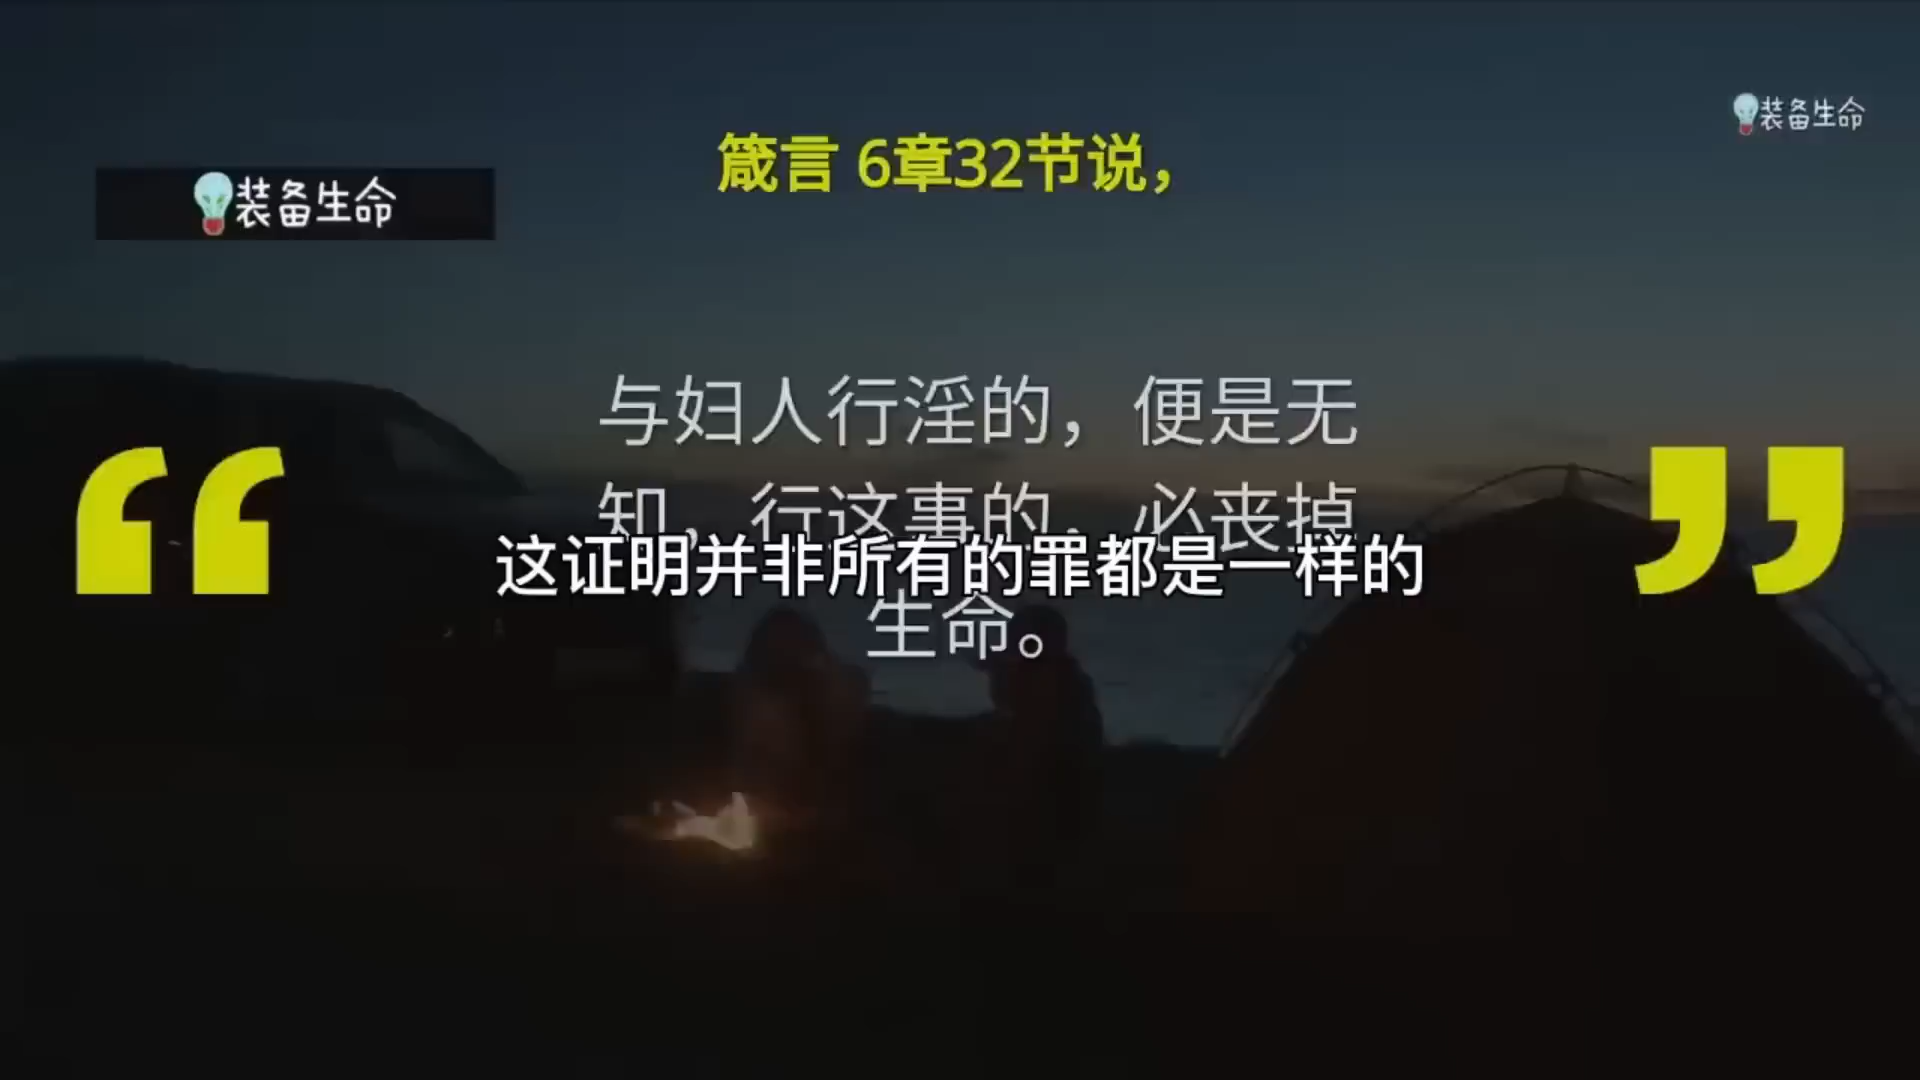 装备生命
箴言 6章32节说，
装备生命
与妇人行淫的，便是无
知，行这事的，必丧掉
这证明并非所有的罪都是一样的
生命。